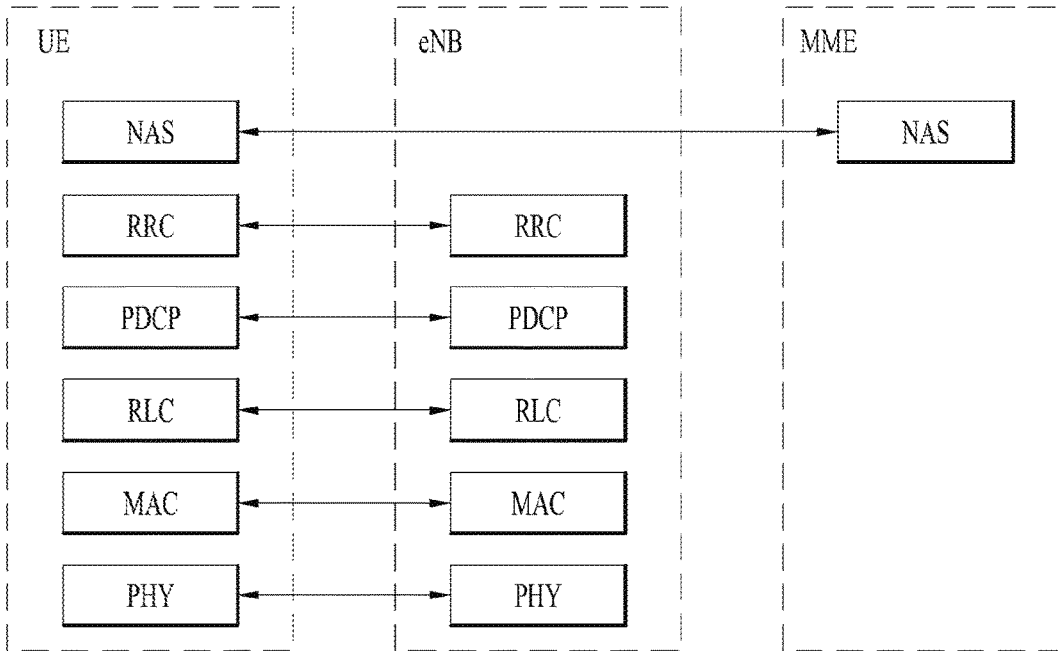 UE eNB MME
NAS NAS
RRC RRC
PDCP PDCP
RLC RLC
MAC MAC
PHY PHY